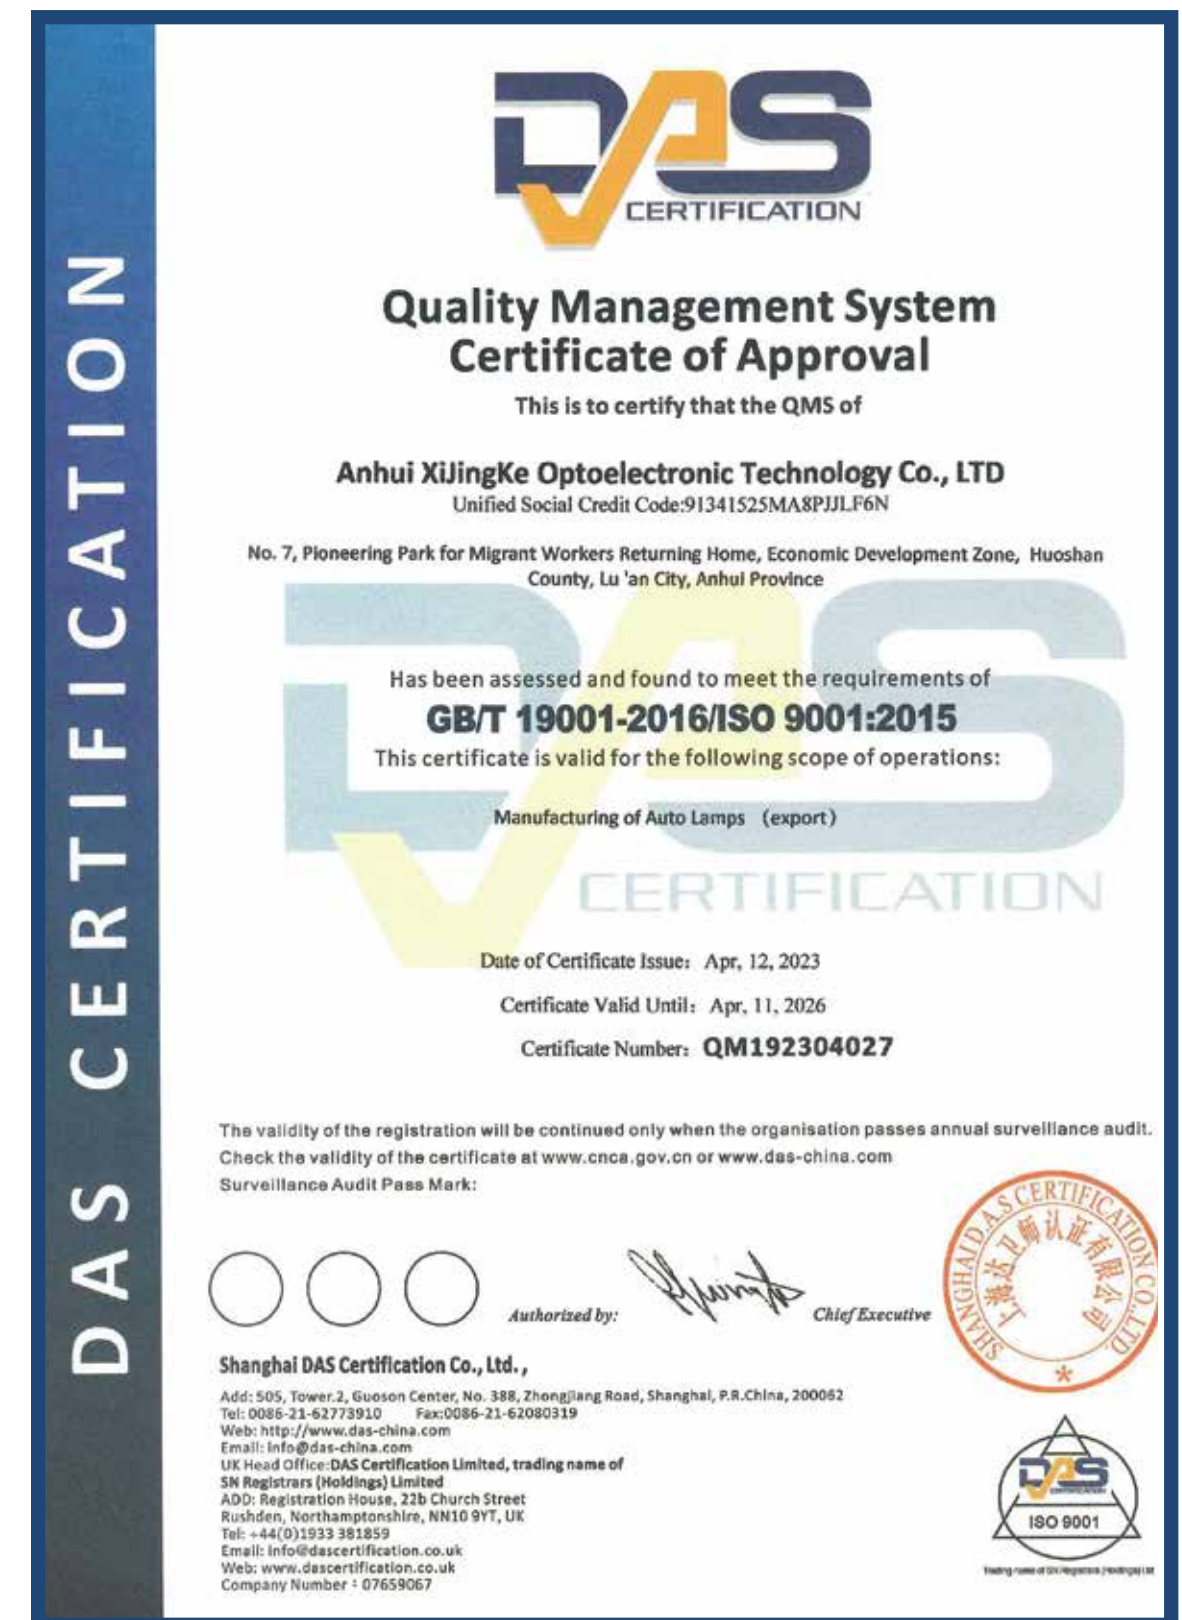 DAS CERTIFICATION
DAS
CERTIFICATION
Quality Management System
Certificate of Approval
This is to certify that the QMS of
Anhui XiJingKe Optoelectronic Technology Co., LTD
Unified Social Credit Code:91341525MA8PJJLF6N
No. 7, Pioneering Park for Migrant Workers Returning Home, Economic Development Zone, Huoshan
County, Lu 'an City, Anhui Province
DAS
CERTIFICATION
Has been assessed and found to meet the requirements of
GB/T 19001-2016/ISO 9001:2015
This certificate is valid for the following scope of operations:
Manufacturing of Auto Lamps （export）
Date of Certificate Issue: Apr, 12, 2023
Certificate Valid Until: Apr, 11, 2026
Certificate Number: QM192304027
The validity of the registration will be continued only when the organisation passes annual surveillance audit.
Check the validity of the certificate at www.cnca.gov.cn or www.das-china.com
Surveillance Audit Pass Mark:
Authorized by:
Chief Executive
SHANGHAI D.A.S CERTIFICATION CO.,LTD.
上海达卫师认证有限公司
Shanghai DAS Certification Co., Ltd.,
Add: 505, Tower.2, Guoson Center, No. 388, Zhongjiang Road, Shanghai, P.R.China, 200062
Tel: 0086-21-62773910 Fax:0086-21-62080319
Web: http://www.das-china.com
Email: info@das-china.com
UK Head Office:DAS Certification Limited, trading name of
SN Registrars (Holdings) Limited
ADD: Registration House, 22b Church Street
Rushden, Northamptonshire, NN10 9YT, UK
Tel: +44(0)1933 381859
Email: info@dascertification.co.uk
Web: www.dascertification.co.uk
Company Number : 07659067
DAS
CERTIFICATION
ISO 9001
Trading name of SN Registrars (Holdings) Ltd